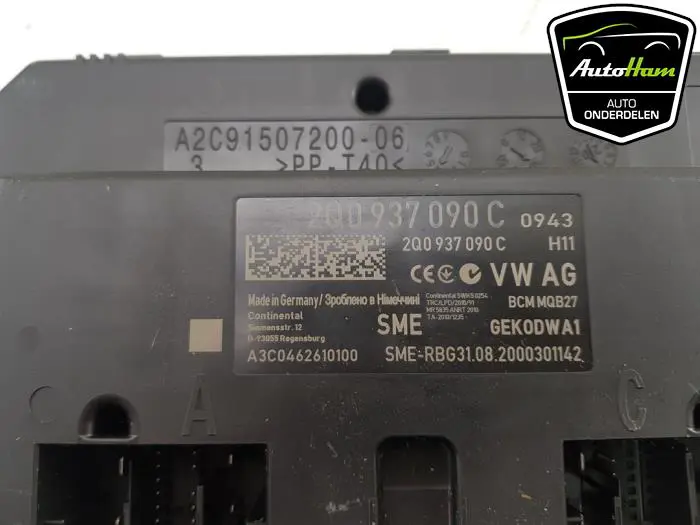 AutoHam
AUTO
ONDERDELEN
A2C91507200-06
3 >PP-T40<
2Q0 937 090 C 0943
2Q0 937 090 C H11
VW AG
Made in Germany/ Зроблено в Німеччині
Continental
Siemensstr. 12
D-93055 Regensburg
A3C0462610100
SME
BCM MQB27
GEK0DWA1
SME-RBG31.08.2000301142
A
C